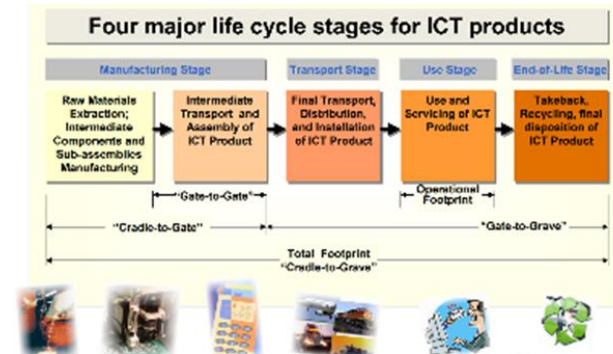 Four major life cycle stages for ICT products
Manufacturing Stage
Transport Stage
Use Stage
End-of-Life Stage
Raw Materials
Extraction;
Intermediate
Components and
Sub-assemblies
Manufacturing
Intermediate
Transport and
Assembly of
ICT Product
Final Transport,
Distribution,
and Installation
of ICT Product
Use and
Servicing of ICT
Product
Takeback,
Recycling, final
disposition of
ICT Product
"Gate-to-Gate"
Operational
Footprint
"Cradle-to-Gate"
"Gate-to-Grave"
Total Footprint
"Cradle-to-Grave"